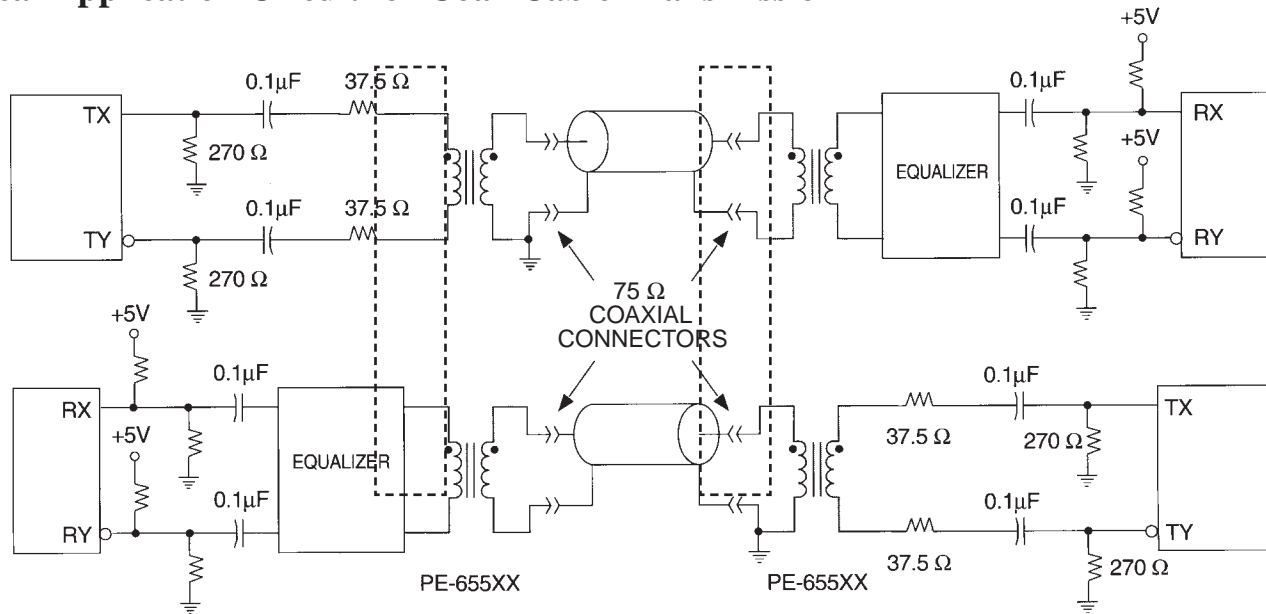 +5V
0.1μF 37.5 Ω 0.1μF +5V
TX RX
270 Ω
EQUALIZER
0.1μF 37.5 Ω 0.1μF
TY RY
270 Ω
75 Ω
COAXIAL
CONNECTORS
+5V
0.1μF 0.1μF
RX TX
+5V 37.5 Ω 270 Ω
EQUALIZER
0.1μF 0.1μF
RY TY
37.5 Ω 270 Ω
PE-655XX PE-655XX